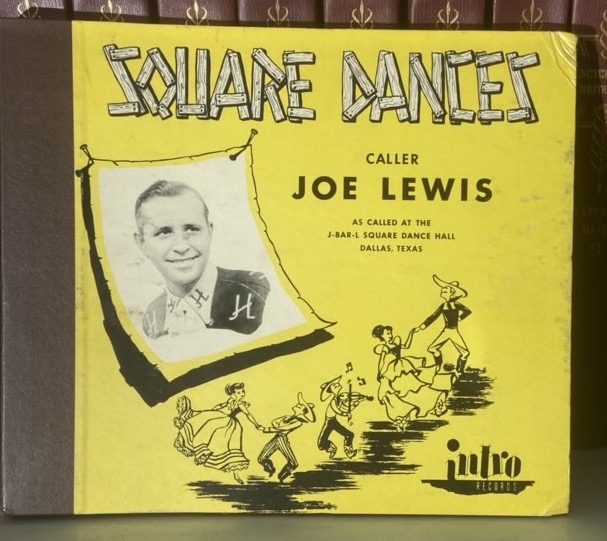 SQUARE DANCES
CALLER
JOE LEWIS
AS CALLED AT THE
J-BAR-L SQUARE DANCE HALL
DALLAS, TEXAS
H H
intro
RECORDS